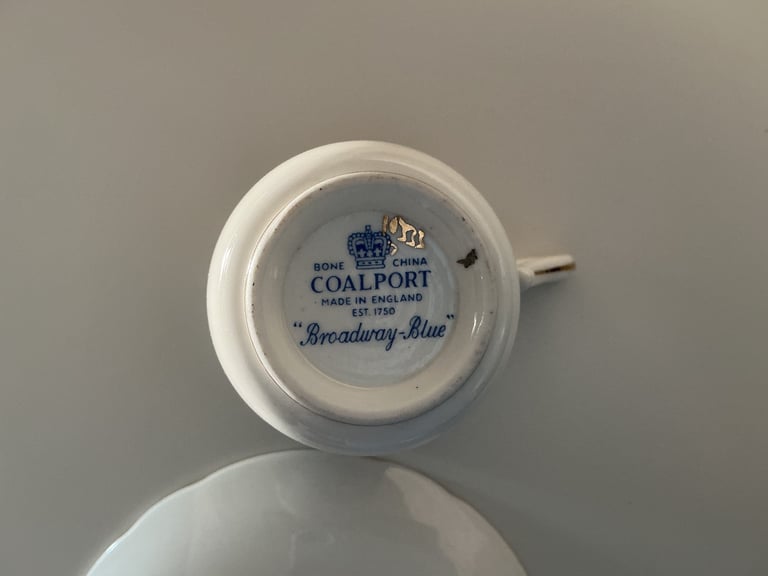 BONE CHINA
COALPORT
MADE IN ENGLAND
EST. 1750
"Broadway-Blue"